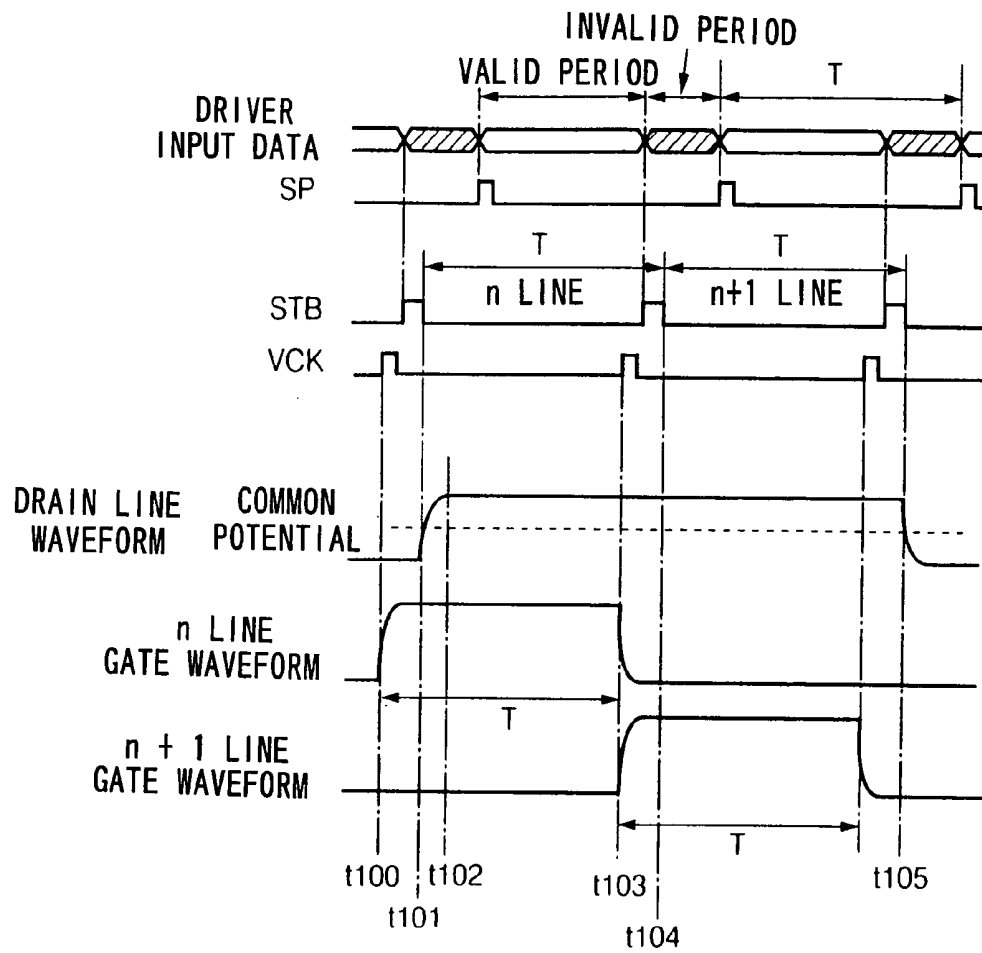 INVALID PERIOD
VALID PERIOD
T
DRIVER
INPUT DATA
SP
T
T
n LINE
n+1 LINE
STB
VCK
DRAIN LINE
WAVEFORM
COMMON
POTENTIAL
n LINE
GATE WAVEFORM
T
n + 1 LINE
GATE WAVEFORM
T
t100
t102
t103
t105
t101
t104